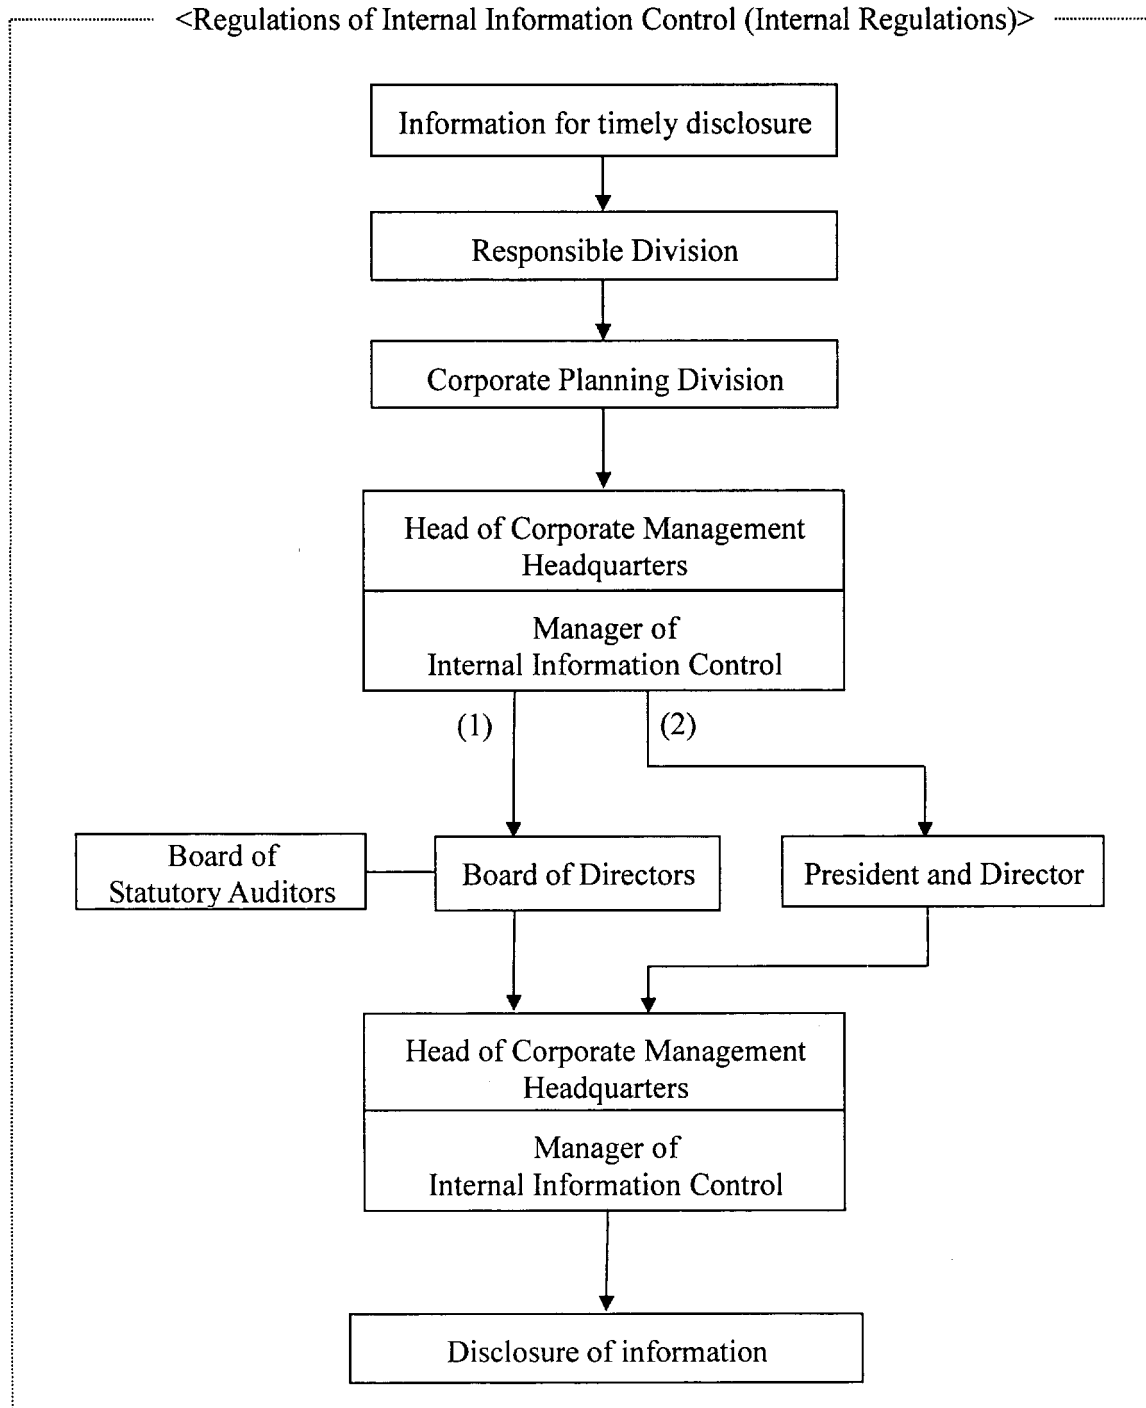 <Regulations of Internal Information Control (Internal Regulations)>
Information for timely disclosure
Responsible Division
Corporate Planning Division
Head of Corporate Management
Headquarters
Manager of
Internal Information Control
(1)
(2)
Board of
Statutory Auditors
Board of Directors
President and Director
Head of Corporate Management
Headquarters
Manager of
Internal Information Control
Disclosure of information